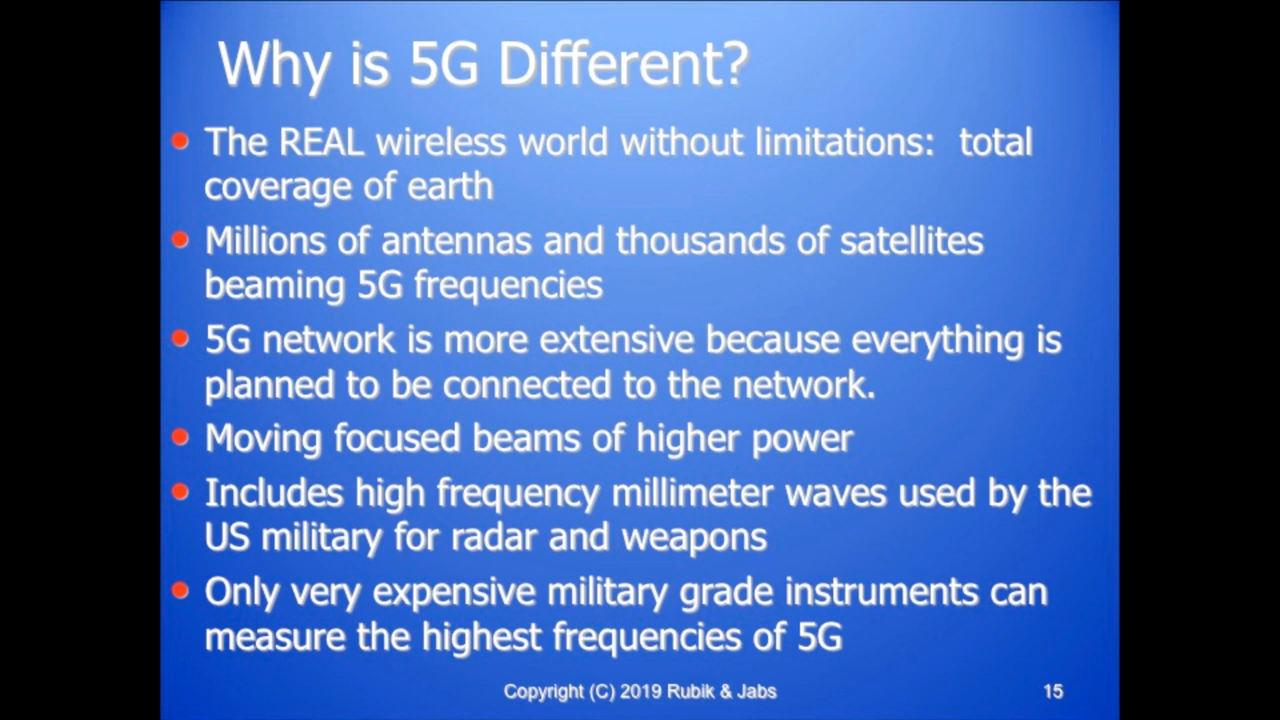 Why is 5G Different?
The REAL wireless world without limitations: total
coverage of earth
Millions of antennas and thousands of satellites
beaming 5G frequencies
5G network is more extensive because everything is
planned to be connected to the network.
Moving focused beams of higher power
Includes high frequency millimeter waves used by the
US military for radar and weapons
Only very expensive military grade instruments can
measure the highest frequencies of 5G
Copyright (C) 2019 Rubik & Jabs
15